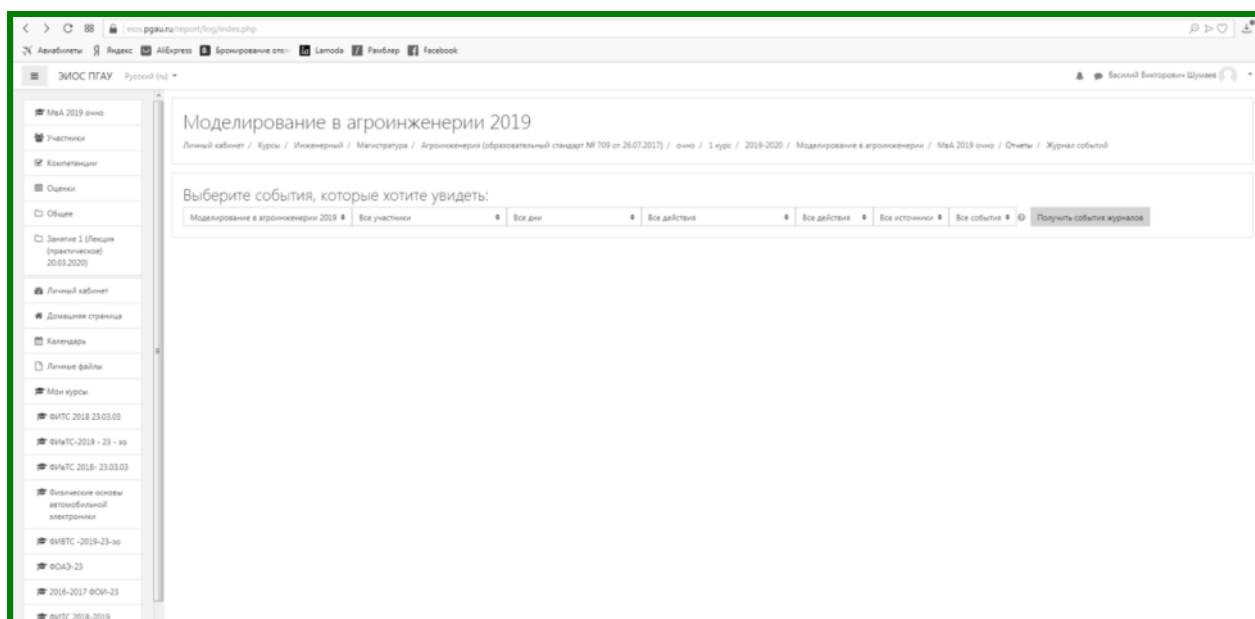 eios.pgau.ru/report/log/index.php
Авиабилеты Яндекс AliExpress Бронирование оте Lamoda Рамблер Facebook
ЭИОС ПГАУ Русский (ru)
Василий Викторович Шумаев
МвА 2019 очно
Участники
Компетенции
Оценки
Общее
Занятие 1 (Лекция
(практическое)
20.03.2020)
Личный кабинет
Домашняя страница
Календарь
Личные файлы
Мои курсы
ФИТС 2018 23.03.03
ФИвТС-2019 - 23 - зо
ФИвТС 2018- 23.03.03
Физические основы
автомобильной
электроники
ФИВТС -2019-23-зо
ФОАЭ-23
2016-2017 ФОИ-23
ФИТС 2018-2019
Моделирование в агроинженерии 2019
Личный кабинет / Курсы / Инженерный / Магистратура / Агроинженерия (образовательный стандарт № 709 от 26.07.2017) / очно / 1 курс / 2019-2020 / Моделирование в агроинженерии / МвА 2019 очно / Отчеты / Журнал событий
Выберите события, которые хотите увидеть:
Моделирование в агроинженерии 2019 Все участники Все дни Все действия Все действия Все источники Все события Получить события журналов